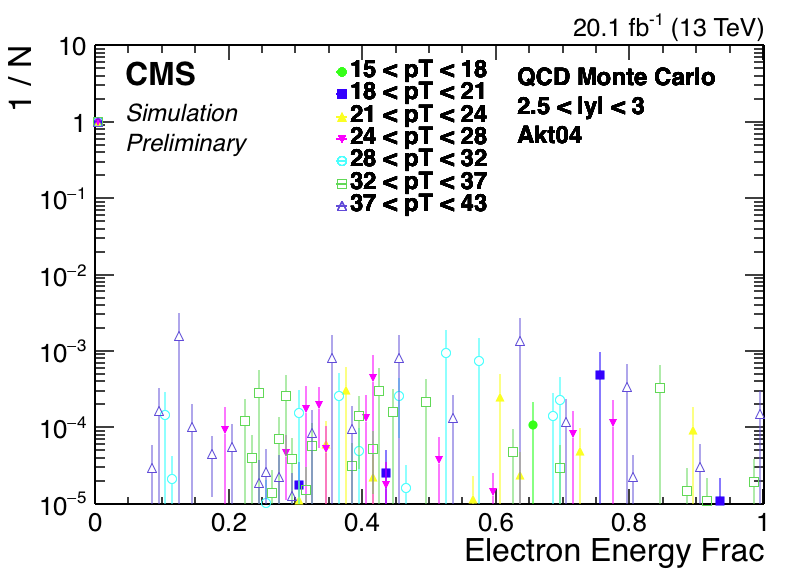 20.1 fb⁻¹ (13 TeV)
1 / N
10
1
10⁻¹
10⁻²
10⁻³
10⁻⁴
10⁻⁵
CMS
Simulation
Preliminary
15 < pT < 18
18 < pT < 21
21 < pT < 24
24 < pT < 28
28 < pT < 32
32 < pT < 37
37 < pT < 43
QCD Monte Carlo
2.5 < |y| < 3
Akt04
0 0.2 0.4 0.6 0.8 1
Electron Energy Frac